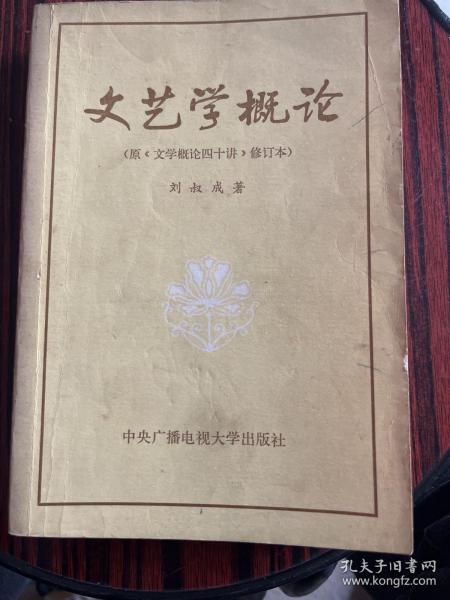 文艺学概论
(原《文学概论四十讲》修订本)
刘叔成著
中央广播电视大学出版社
孔夫子旧书网
www.kongfz.com